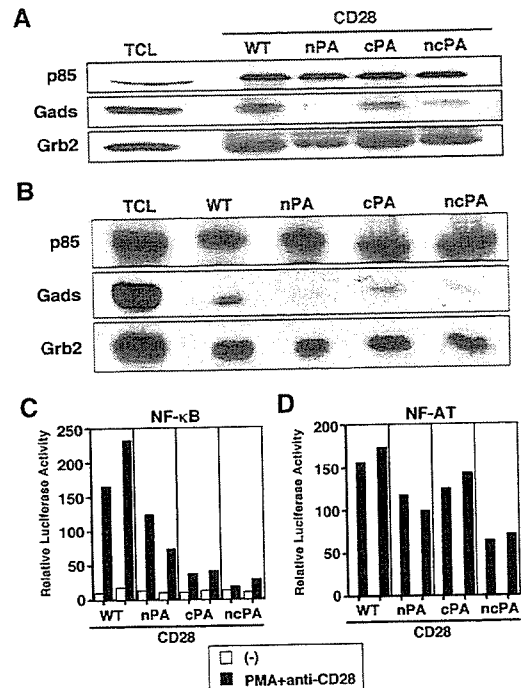 A
CD28
TCL WT nPA cPA ncPA
p85
Gads
Grb2
B
TCL WT nPA cPA ncPA
p85
Gads
Grb2
C
NF-κB
Relative Luciferase Activity
250
200
150
100
50
0
WT nPA cPA ncPA
CD28
D
NF-AT
Relative Luciferase Activity
200
150
100
50
0
WT nPA cPA ncPA
CD28
(-)
PMA+anti-CD28